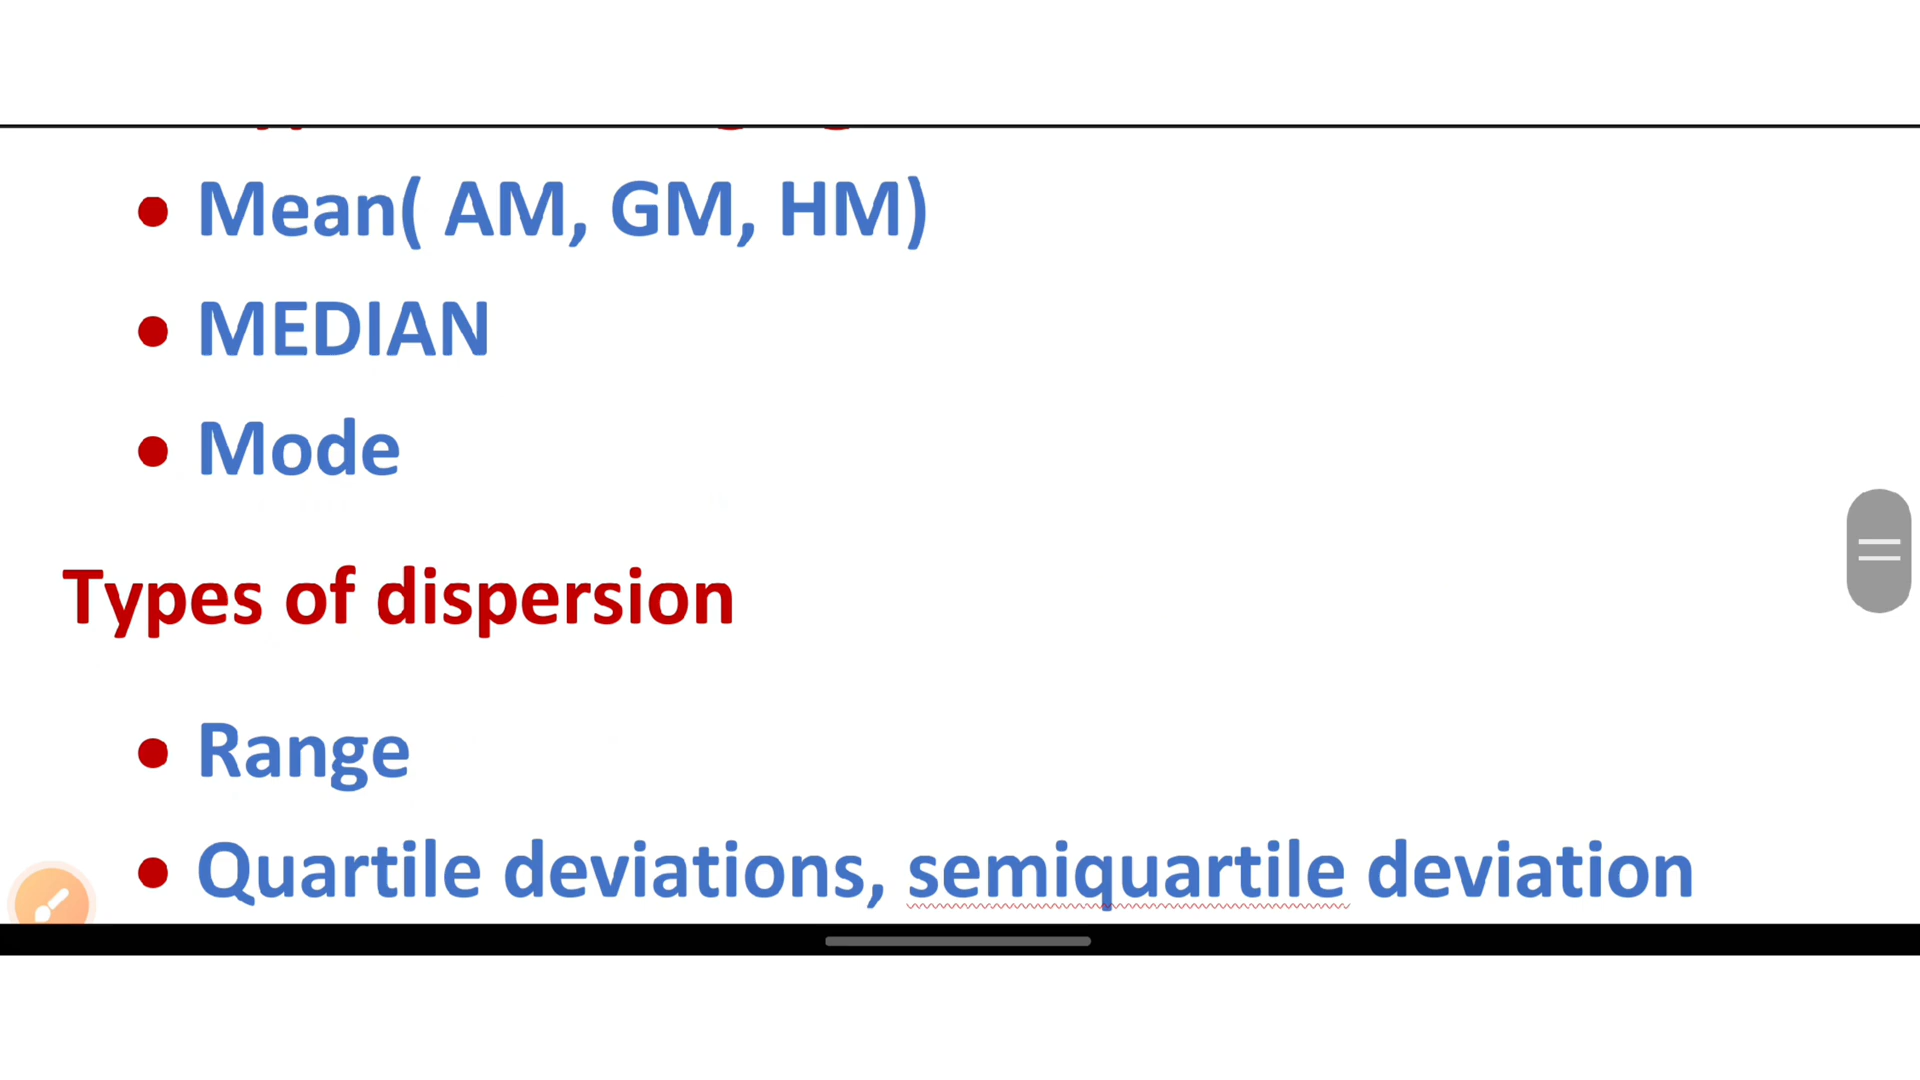 Mean( AM, GM, HM)
MEDIAN
Mode
Types of dispersion
Range
Quartile deviations, semiquartile deviation